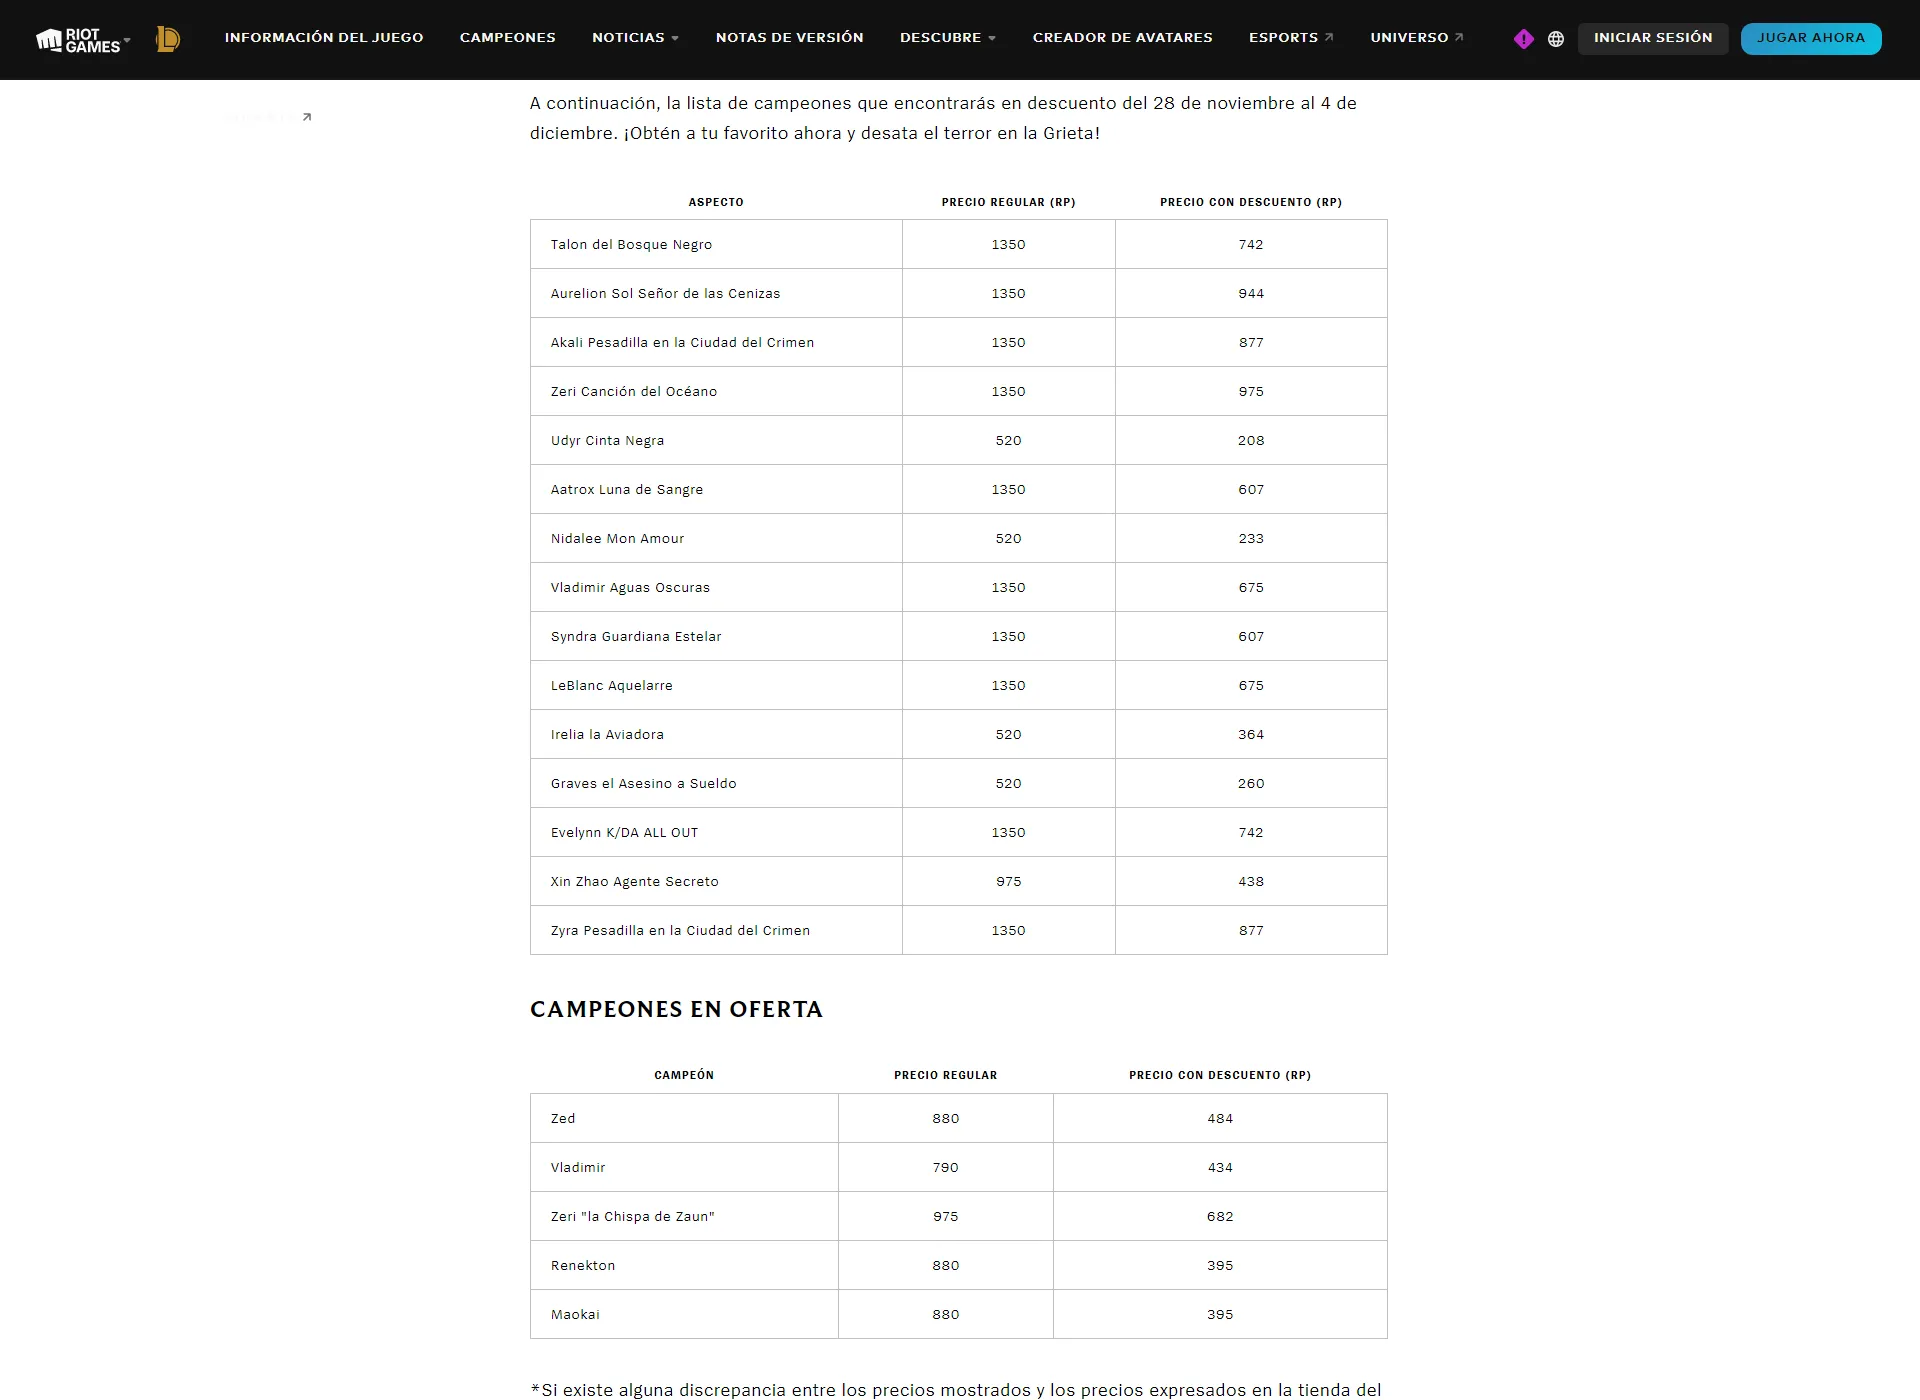 RIOT GAMES
INFORMACIÓN DEL JUEGO CAMPEONES NOTICIAS NOTAS DE VERSIÓN DESCUBRE CREADOR DE AVATARES ESPORTS UNIVERSO INICIAR SESIÓN JUGAR AHORA
A continuación, la lista de campeones que encontrarás en descuento del 28 de noviembre al 4 de
diciembre. ¡Obtén a tu favorito ahora y desata el terror en la Grieta!
ASPECTO PRECIO REGULAR (RP) PRECIO CON DESCUENTO (RP)
Talon del Bosque Negro 1350 742
Aurelion Sol Señor de las Cenizas 1350 944
Akali Pesadilla en la Ciudad del Crimen 1350 877
Zeri Canción del Océano 1350 975
Udyr Cinta Negra 520 208
Aatrox Luna de Sangre 1350 607
Nidalee Mon Amour 520 233
Vladimir Aguas Oscuras 1350 675
Syndra Guardiana Estelar 1350 607
LeBlanc Aquelarre 1350 675
Irelia la Aviadora 520 364
Graves el Asesino a Sueldo 520 260
Evelynn K/DA ALL OUT 1350 742
Xin Zhao Agente Secreto 975 438
Zyra Pesadilla en la Ciudad del Crimen 1350 877
CAMPEONES EN OFERTA
CAMPEÓN PRECIO REGULAR PRECIO CON DESCUENTO (RP)
Zed 880 484
Vladimir 790 434
Zeri "la Chispa de Zaun" 975 682
Renekton 880 395
Maokai 880 395
*Si existe alguna discrepancia entre los precios mostrados y los precios expresados en la tienda del